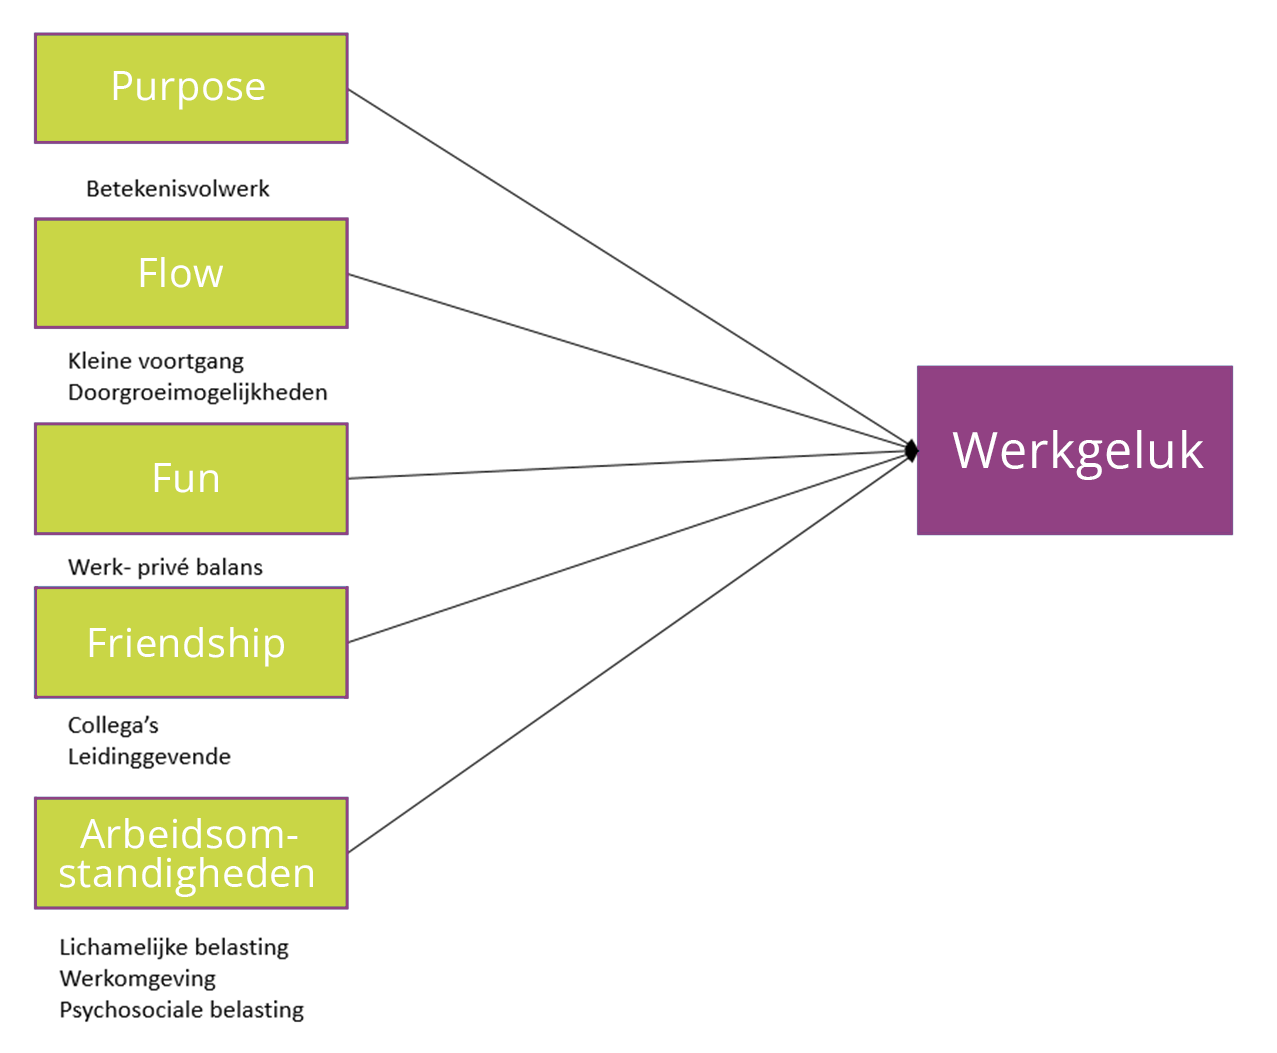 Purpose
Betekenisvolwerk
Flow
Kleine voortgang
Doorgroeimogelijkheden
Fun
Werk- privé balans
Friendship
Collega’s
Leidinggevende
Arbeidsom-
standigheden
Lichamelijke belasting
Werkomgeving
Psychosociale belasting
Werkgeluk